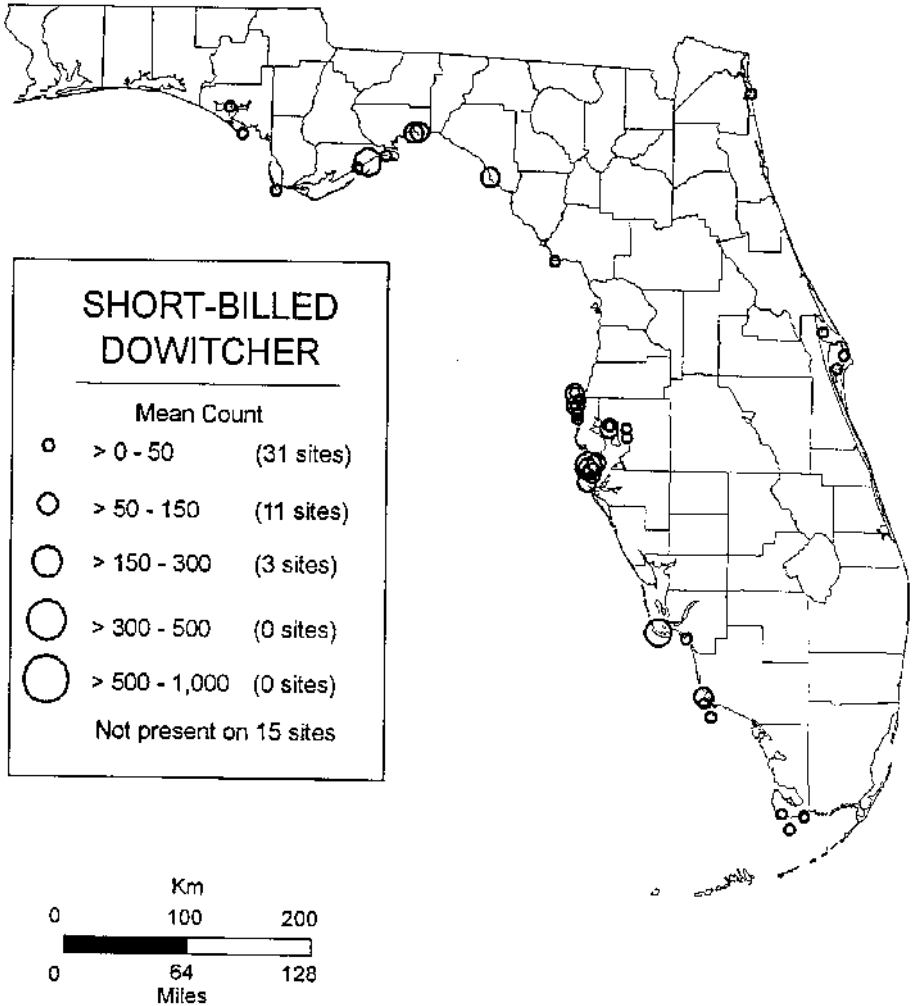 SHORT-BILLED
DOWITCHER
Mean Count
> 0 - 50 (31 sites)
> 50 - 150 (11 sites)
> 150 - 300 (3 sites)
> 300 - 500 (0 sites)
> 500 - 1,000 (0 sites)
Not present on 15 sites
Km
0 100 200
0 64 128
Miles